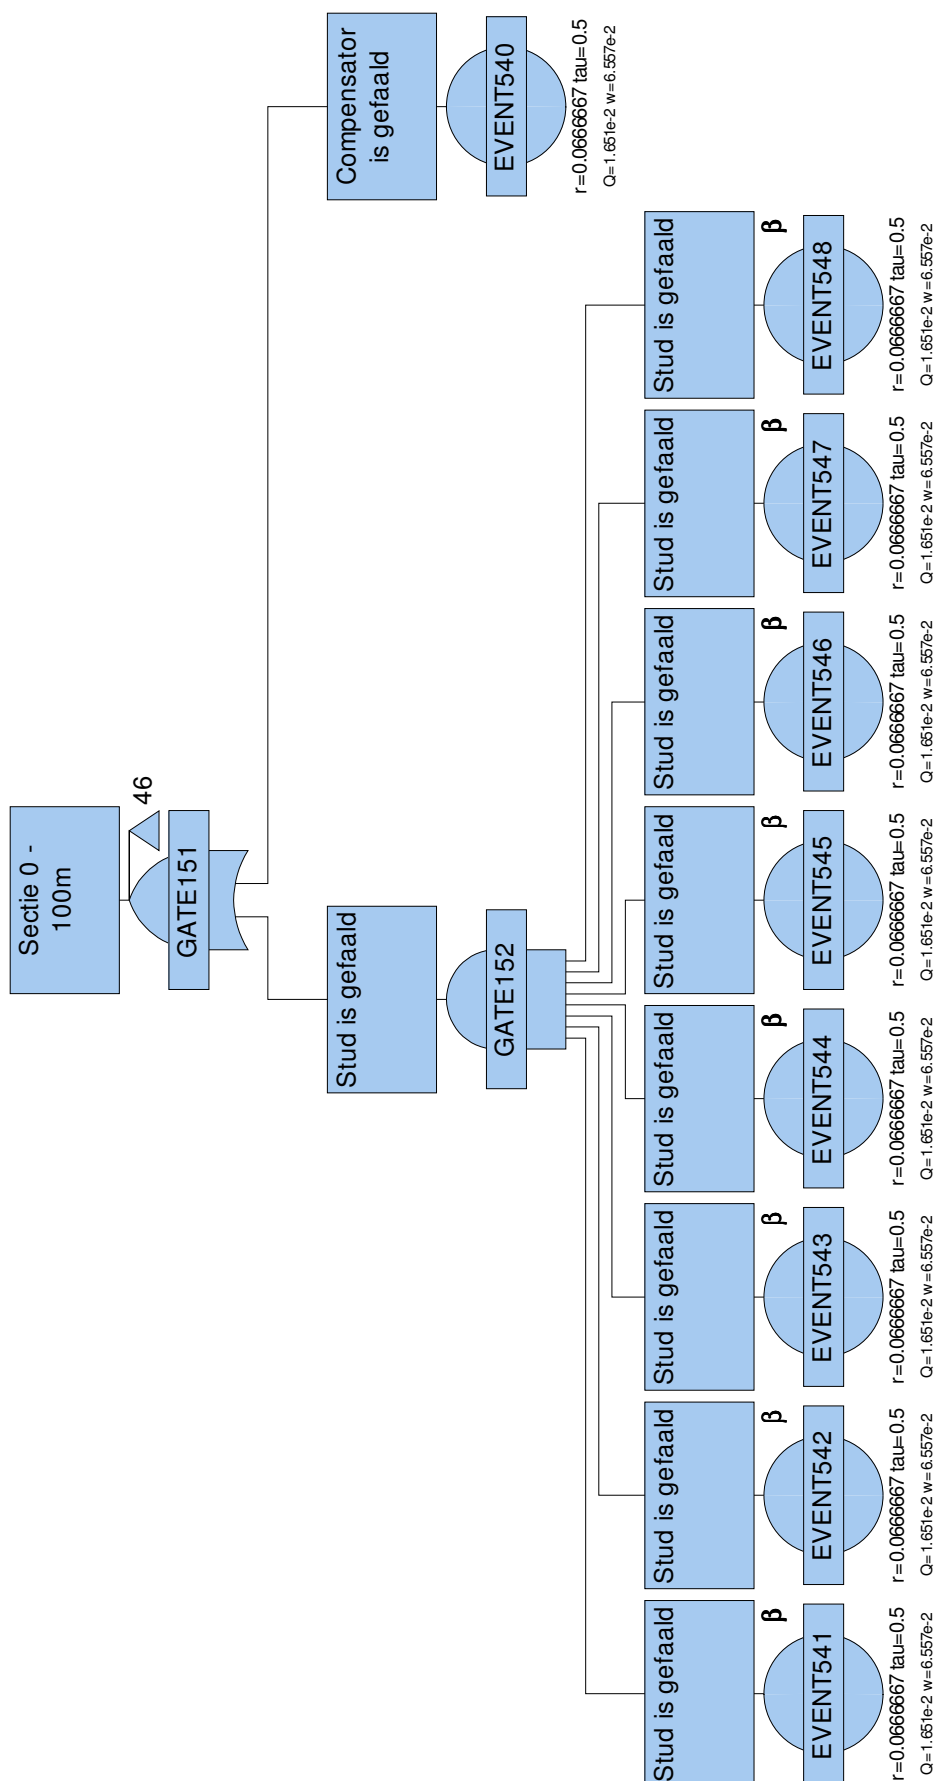 Sectie 0 -
100m
GATE151
46
Stud is gefaald
GATE152
Compensator
is gefaald
EVENT540
r=0.0666667 tau=0.5
Q=1.651e-2 w=6.557e-2
Stud is gefaald
β
EVENT541
r=0.0666667 tau=0.5
Q=1.651e-2 w=6.557e-2
Stud is gefaald
β
EVENT542
r=0.0666667 tau=0.5
Q=1.651e-2 w=6.557e-2
Stud is gefaald
β
EVENT543
r=0.0666667 tau=0.5
Q=1.651e-2 w=6.557e-2
Stud is gefaald
β
EVENT544
r=0.0666667 tau=0.5
Q=1.651e-2 w=6.557e-2
Stud is gefaald
β
EVENT545
r=0.0666667 tau=0.5
Q=1.651e-2 w=6.557e-2
Stud is gefaald
β
EVENT546
r=0.0666667 tau=0.5
Q=1.651e-2 w=6.557e-2
Stud is gefaald
β
EVENT547
r=0.0666667 tau=0.5
Q=1.651e-2 w=6.557e-2
Stud is gefaald
β
EVENT548
r=0.0666667 tau=0.5
Q=1.651e-2 w=6.557e-2